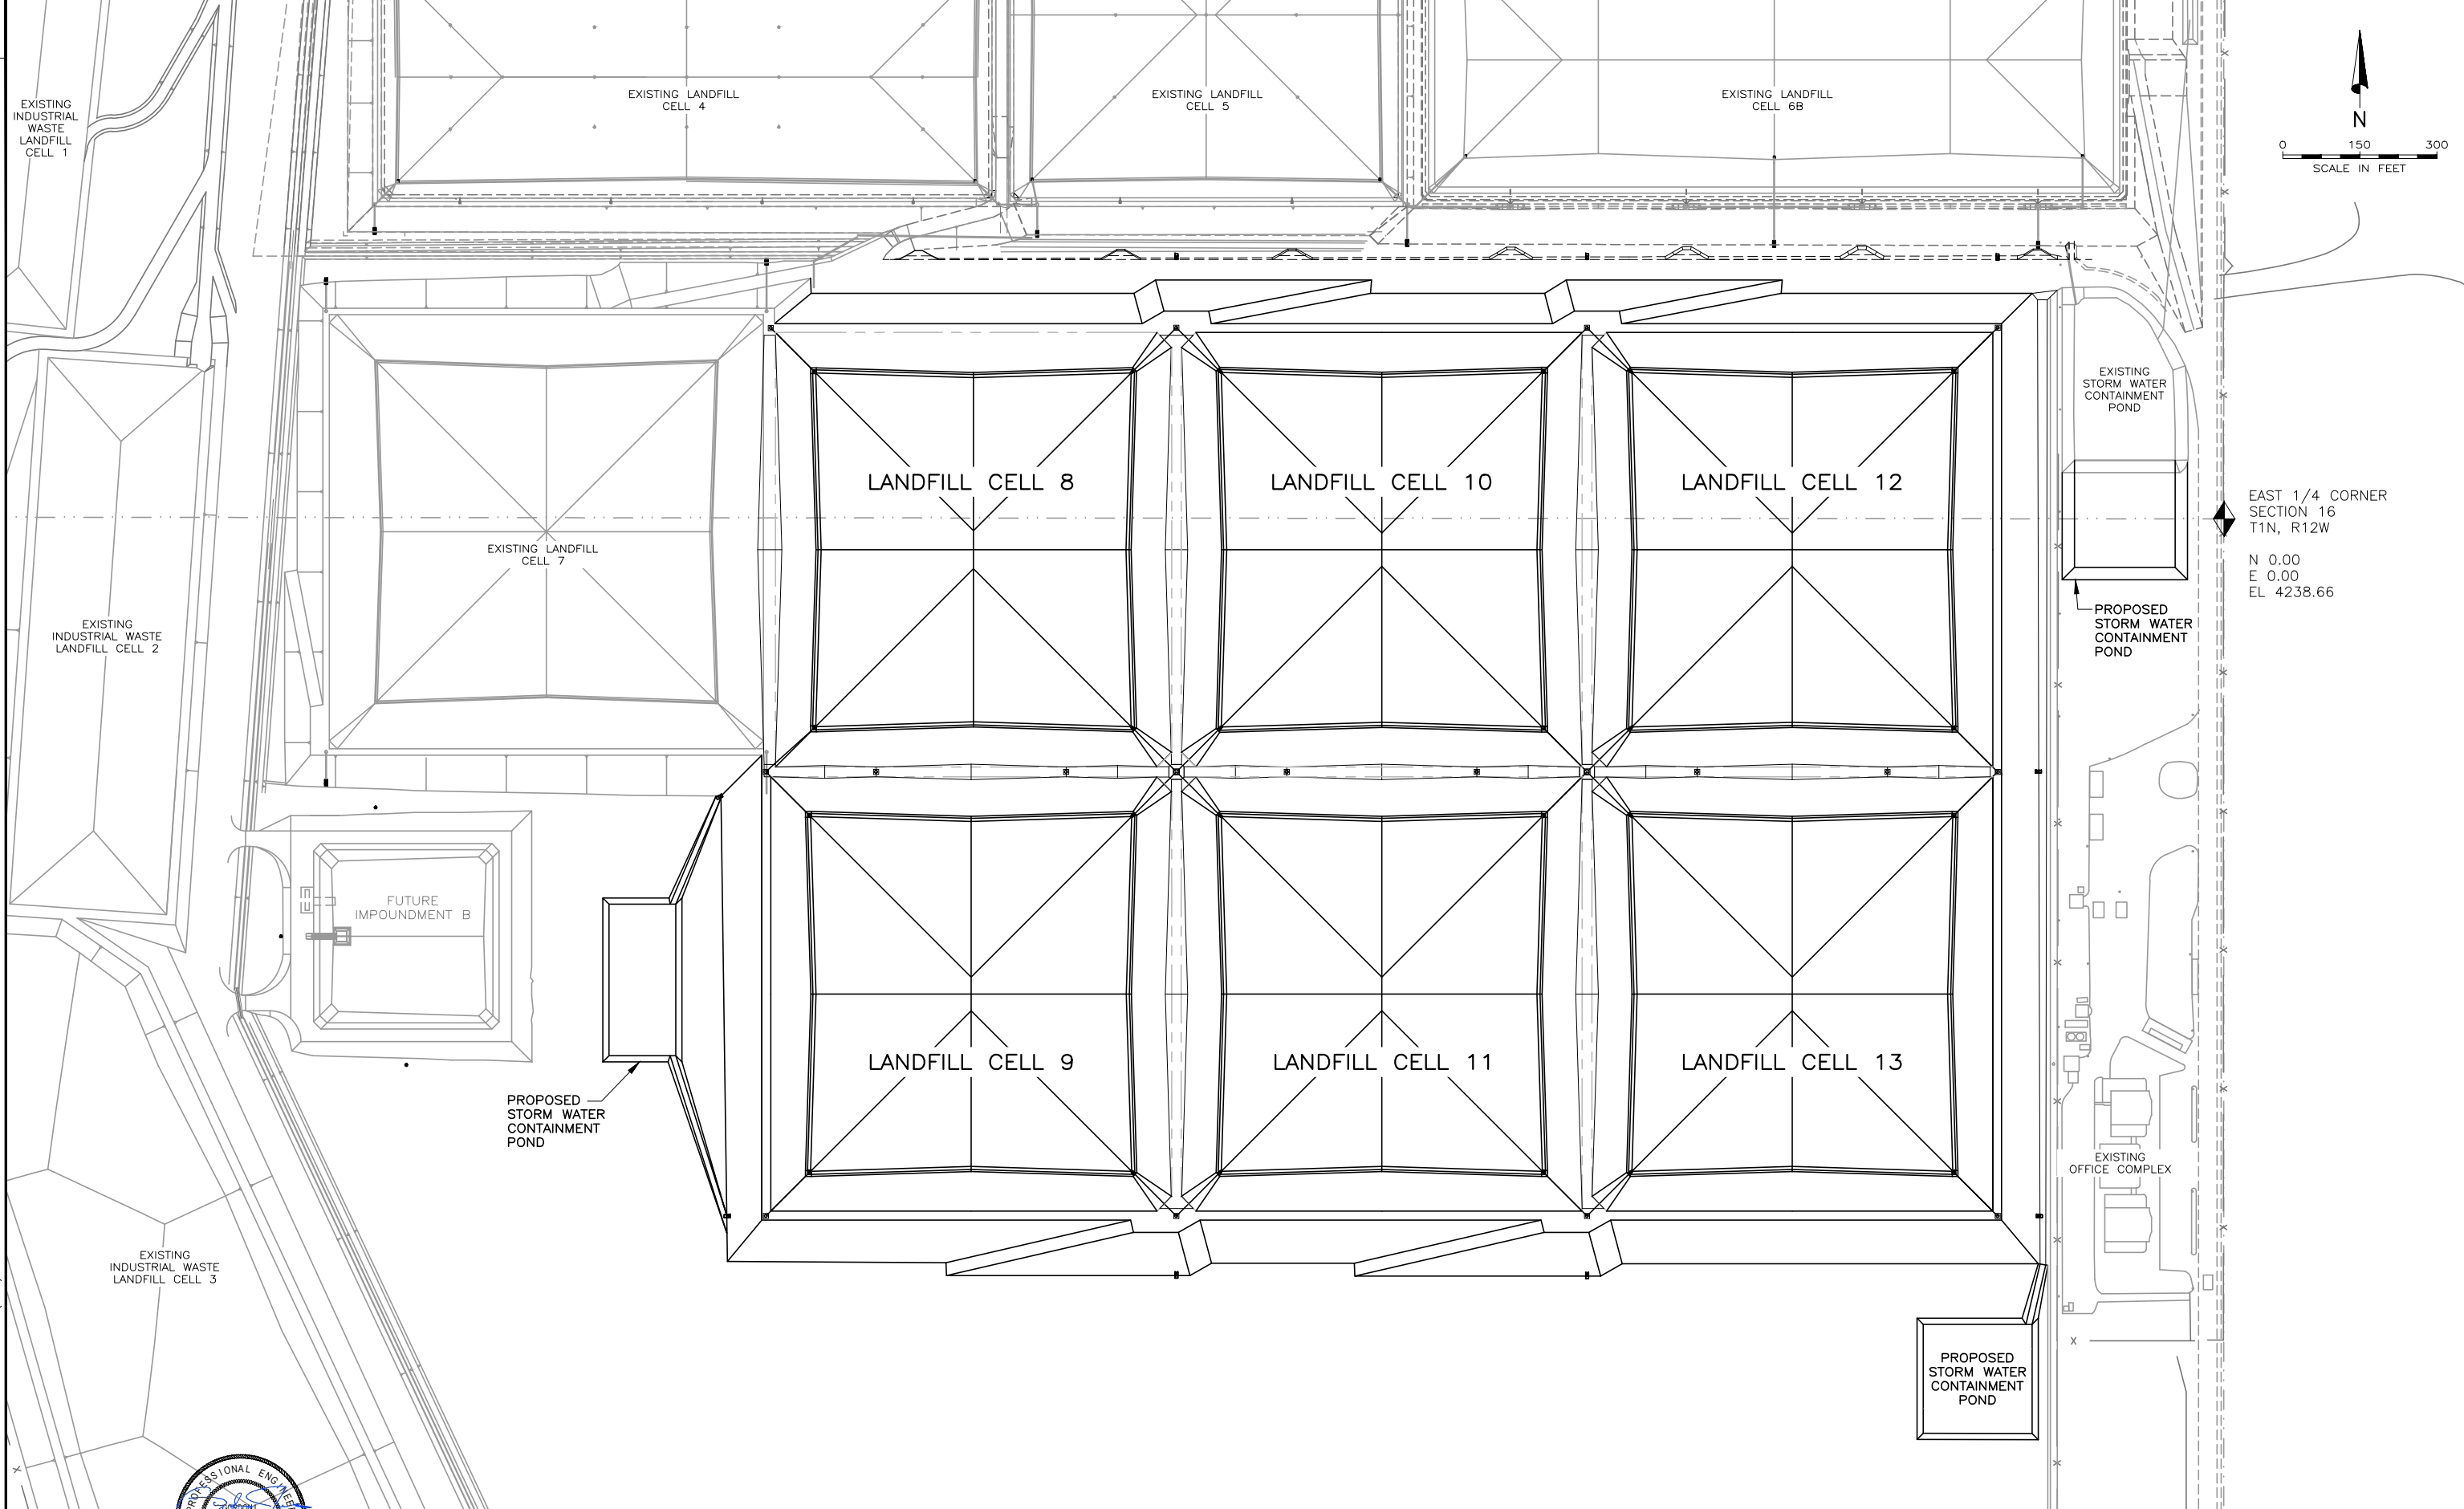 EXISTING
INDUSTRIAL
WASTE
LANDFILL
CELL 1
EXISTING LANDFILL
CELL 4
EXISTING LANDFILL
CELL 5
EXISTING LANDFILL
CELL 6B
N
0 150 300
SCALE IN FEET
EXISTING
STORM WATER
CONTAINMENT
POND
LANDFILL CELL 8
LANDFILL CELL 10
LANDFILL CELL 12
EAST 1/4 CORNER
SECTION 16
T1N, R12W
N 0.00
E 0.00
EL 4238.66
EXISTING LANDFILL
CELL 7
EXISTING
INDUSTRIAL WASTE
LANDFILL CELL 2
PROPOSED
STORM WATER
CONTAINMENT
POND
FUTURE
IMPOUNDMENT B
LANDFILL CELL 9
LANDFILL CELL 11
LANDFILL CELL 13
PROPOSED
STORM WATER
CONTAINMENT
POND
EXISTING
OFFICE COMPLEX
EXISTING
INDUSTRIAL WASTE
LANDFILL CELL 3
PROPOSED
STORM WATER
CONTAINMENT
POND
PROFESSIONAL